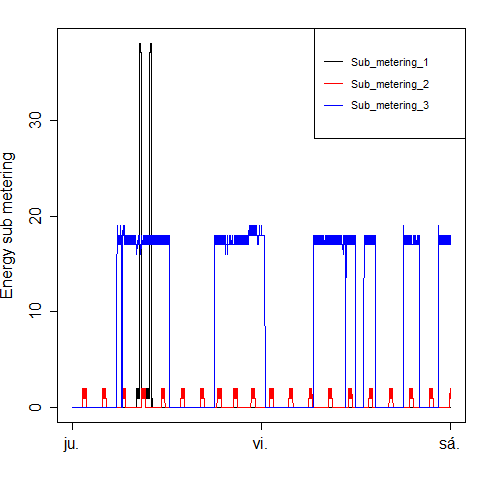 Sub_metering_1
Sub_metering_2
Sub_metering_3
Energy sub metering
30
20
10
0
ju.
vi.
sá.